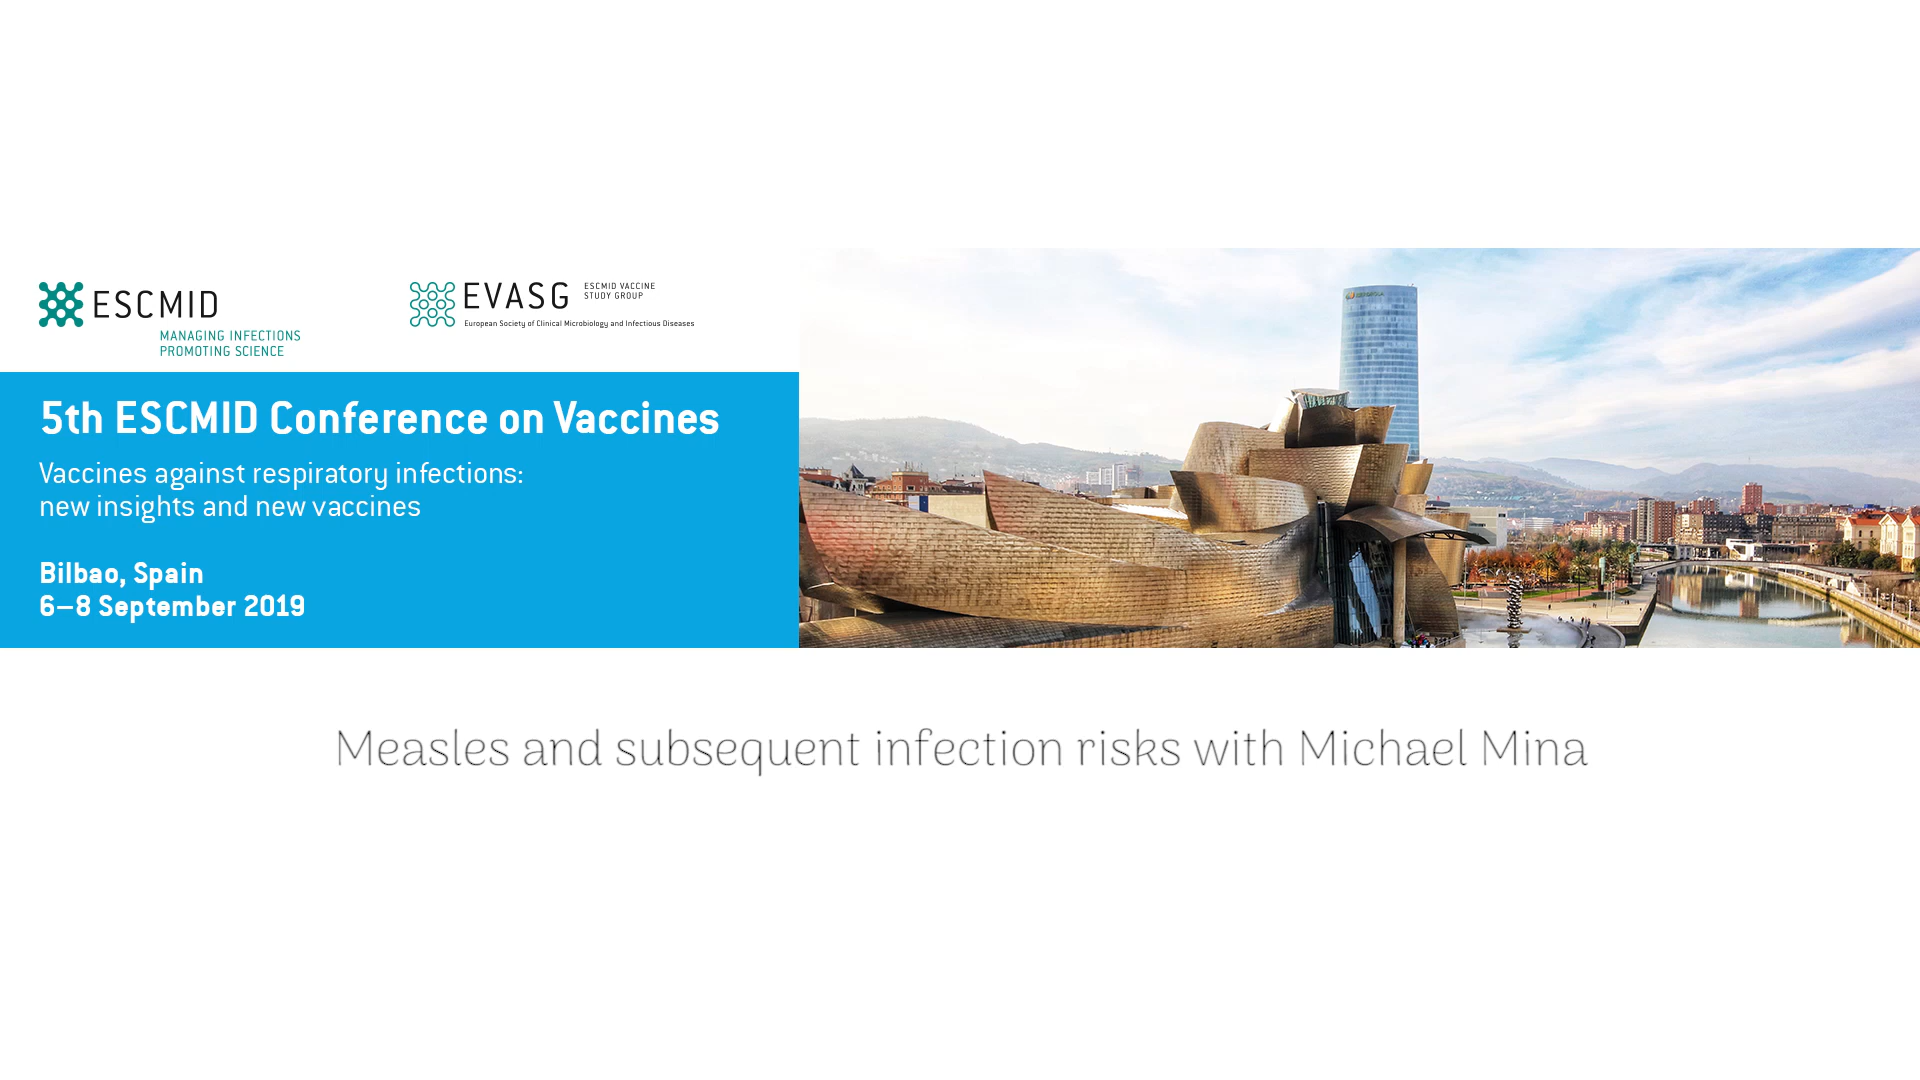 ESCMID
MANAGING INFECTIONS
PROMOTING SCIENCE
EVASG
ESCMID VACCINE
STUDY GROUP
European Society of Clinical Microbiology and Infectious Diseases
5th ESCMID Conference on Vaccines
Vaccines against respiratory infections:
new insights and new vaccines
Bilbao, Spain
6–8 September 2019
IBERDROLA
Measles and subsequent infection risks with Michael Mina